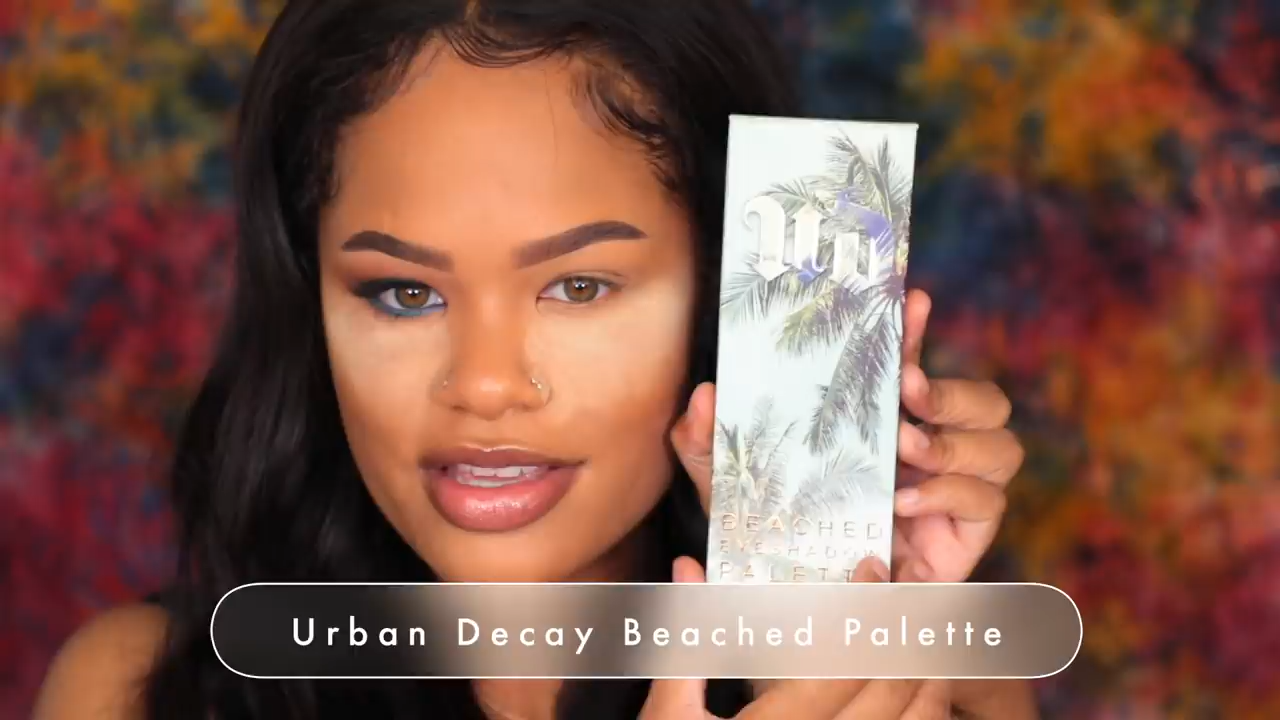 UD
BEACHED
EYESHADOW
PALETTE
Urban Decay Beached Palette